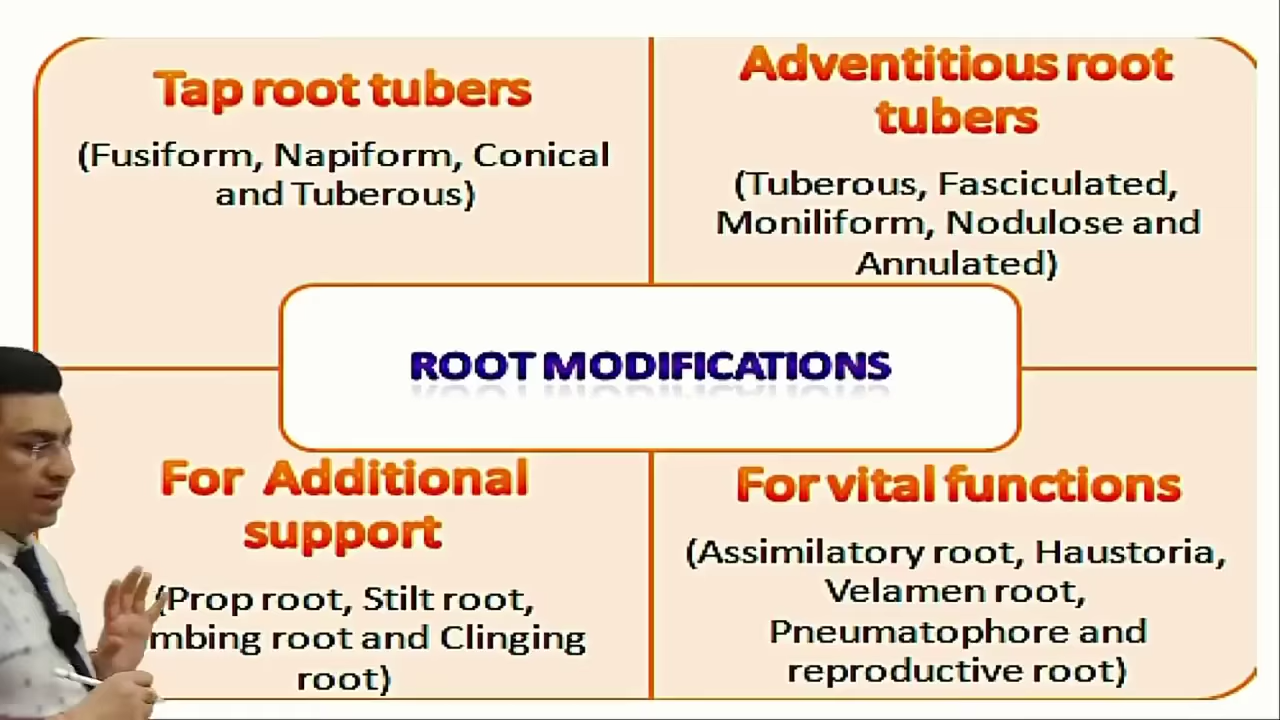 Tap root tubers
(Fusiform, Napiform, Conical
and Tuberous)
Adventitious root
tubers
(Tuberous, Fasciculated,
Moniliform, Nodulose and
Annulated)
ROOT MODIFICATIONS
For Additional
support
(Prop root, Stilt root,
mbing root and Clinging
root)
For vital functions
(Assimilatory root, Haustoria,
Velamen root,
Pneumatophore and
reproductive root)